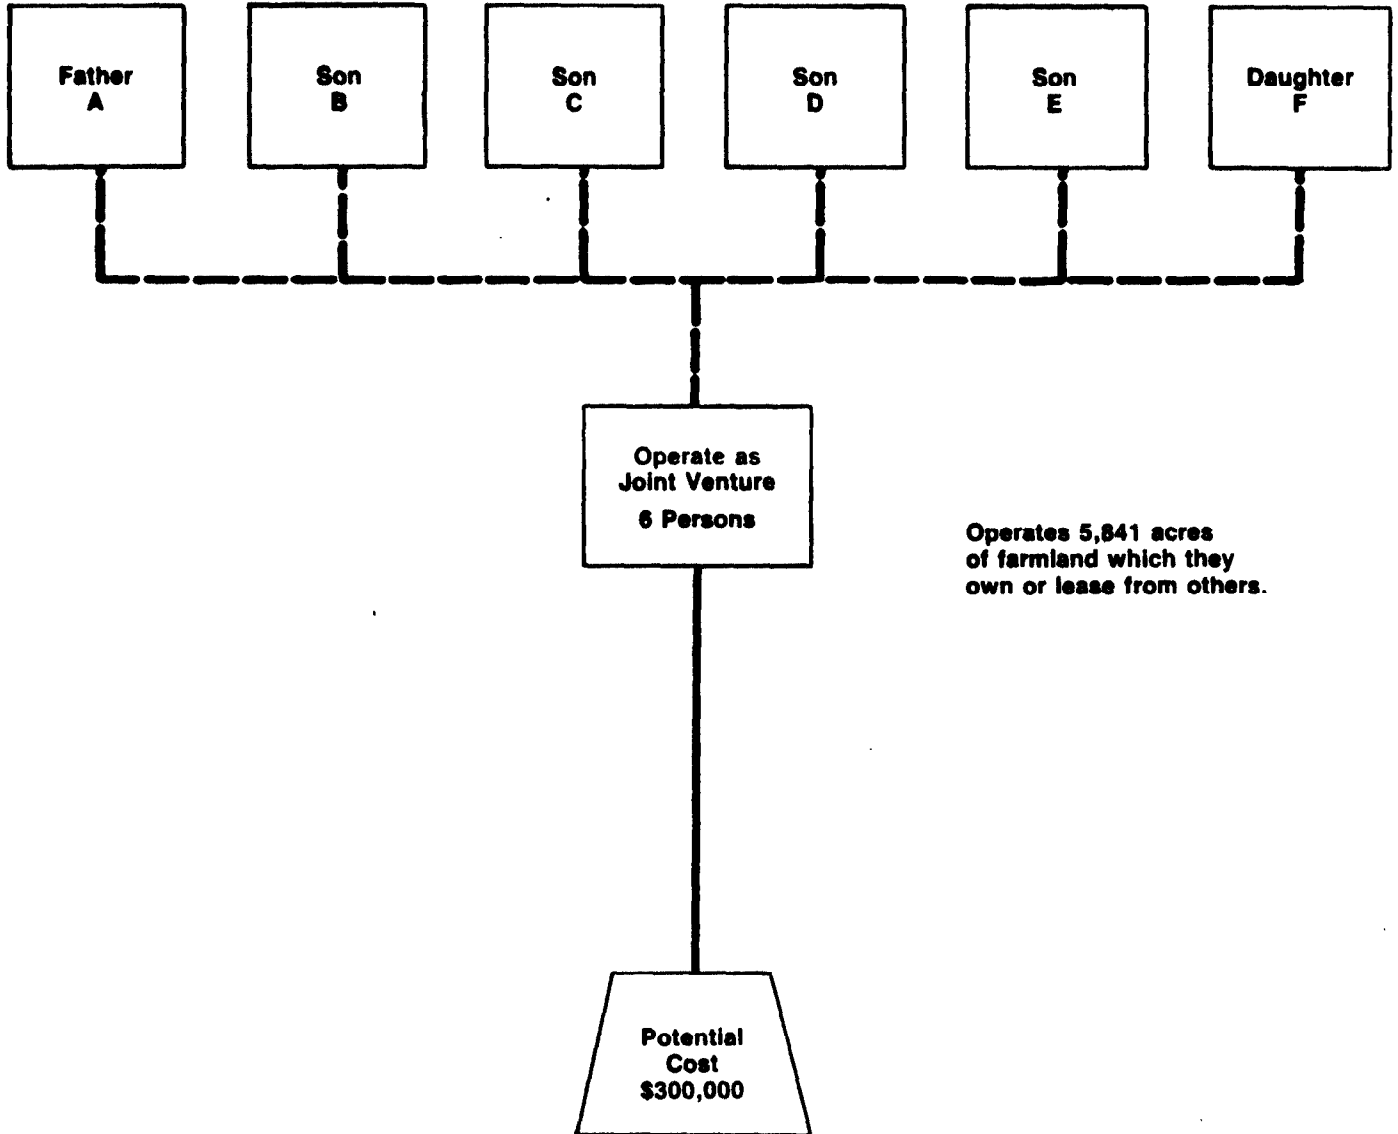 Father
A
Son
B
Son
C
Son
D
Son
E
Daughter
F
Operate as
Joint Venture
6 Persons
Operates 5,841 acres
of farmland which they
own or lease from others.
Potential
Cost
$300,000